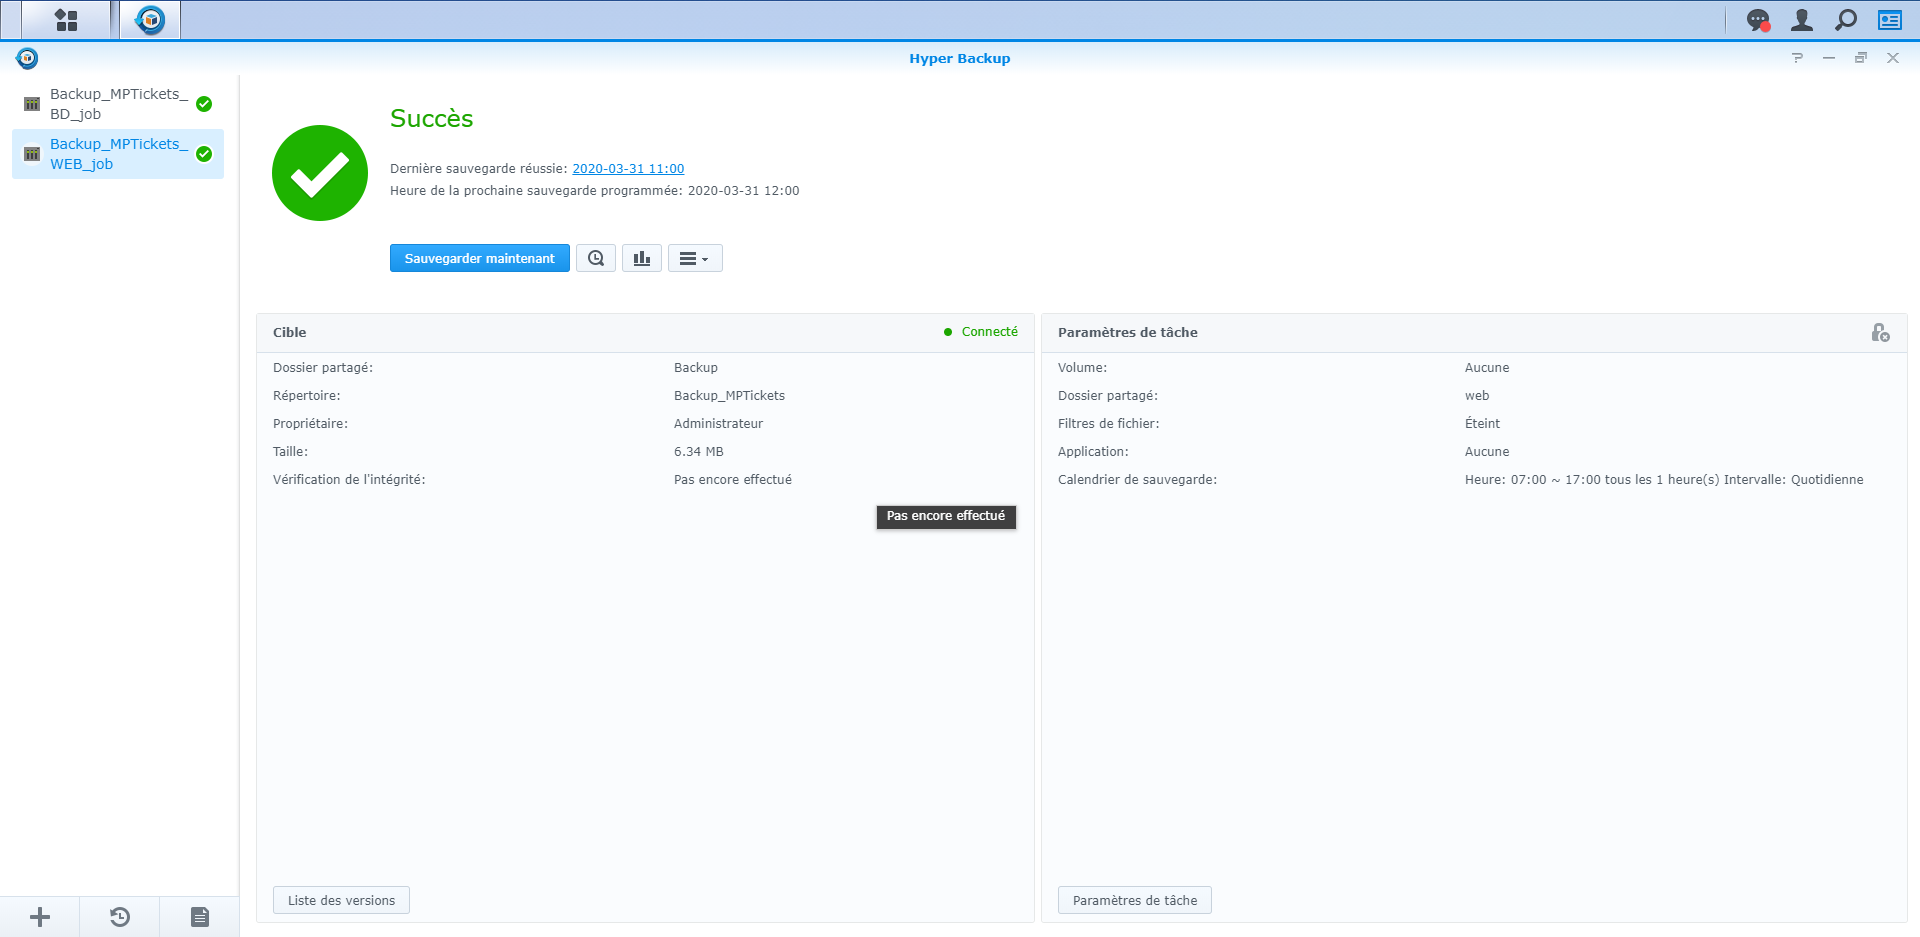 Hyper Backup
Backup_MPTickets_
BD_job
Backup_MPTickets_
WEB_job
Succès
Dernière sauvegarde réussie: 2020-03-31 11:00
Heure de la prochaine sauvegarde programmée: 2020-03-31 12:00
Sauvegarder maintenant
Cible
Connecté
Dossier partagé: Backup
Répertoire: Backup_MPTickets
Propriétaire: Administrateur
Taille: 6.34 MB
Vérification de l'intégrité: Pas encore effectué
Pas encore effectué
Liste des versions
Paramètres de tâche
Volume: Aucune
Dossier partagé: web
Filtres de fichier: Éteint
Application: Aucune
Calendrier de sauvegarde: Heure: 07:00 ~ 17:00 tous les 1 heure(s) Intervalle: Quotidienne
Paramètres de tâche